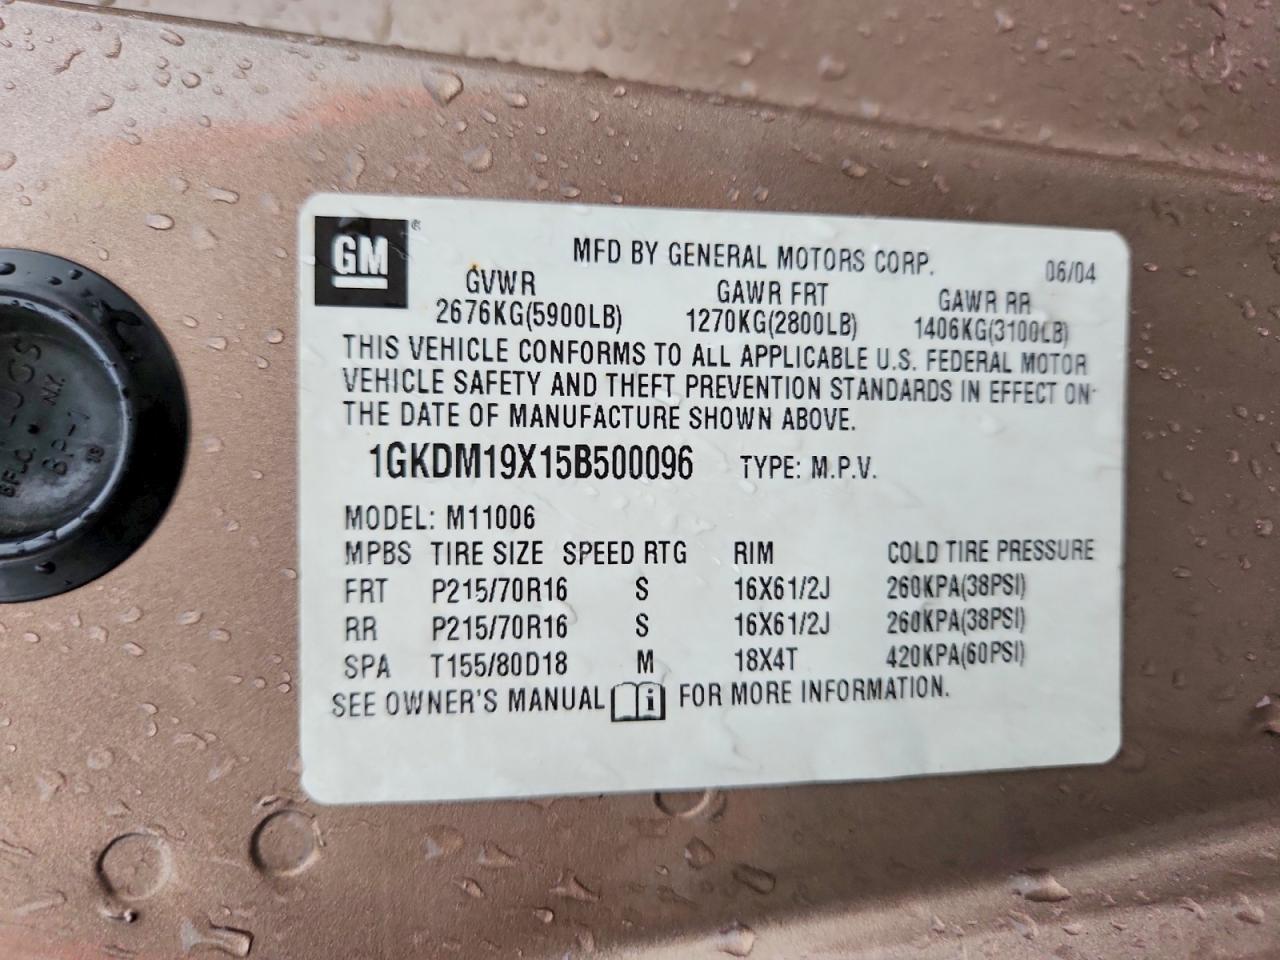 GM
MFD BY GENERAL MOTORS CORP. 06/04
GVWR GAWR FRT GAWR RR
2676KG(5900LB) 1270KG(2800LB) 1406KG(3100LB)
THIS VEHICLE CONFORMS TO ALL APPLICABLE U.S. FEDERAL MOTOR
VEHICLE SAFETY AND THEFT PREVENTION STANDARDS IN EFFECT ON
THE DATE OF MANUFACTURE SHOWN ABOVE.
1GKDM19X15B500096 TYPE: M.P.V.
MODEL: M11006
MPBS TIRE SIZE SPEED RTG RIM COLD TIRE PRESSURE
FRT P215/70R16 S 16X61/2J 260KPA(38PSI)
RR P215/70R16 S 16X61/2J 260KPA(38PSI)
SPA T155/80D18 M 18X4T 420KPA(60PSI)
SEE OWNER'S MANUAL i FOR MORE INFORMATION.
BFLO. N.Y.
BP-1